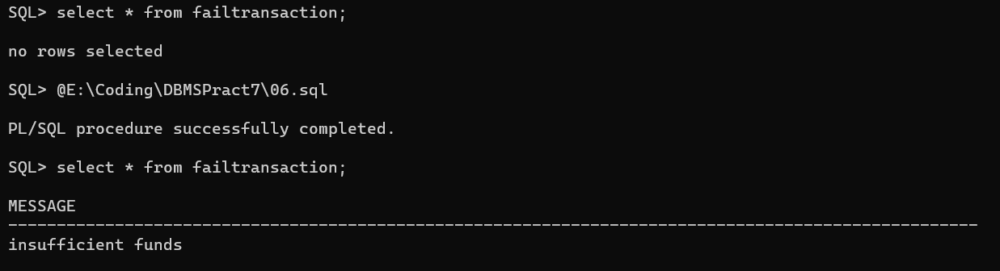 SQL> select * from failtransaction;
no rows selected
SQL> @E:\Coding\DBMSPract7\06.sql
PL/SQL procedure successfully completed.
SQL> select * from failtransaction;
MESSAGE
----------------------------------------------------------------------------------------------------
insufficient funds